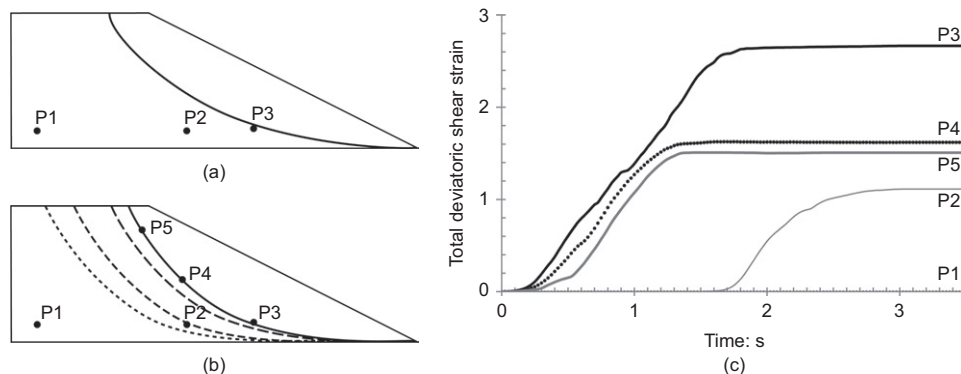 P1
P2
P3
(a)
P5
P4
P1
P2
P3
(b)
Total deviatoric shear strain
3
2
1
0
0
1
2
3
P3
P4
P5
P2
P1
Time: s
(c)